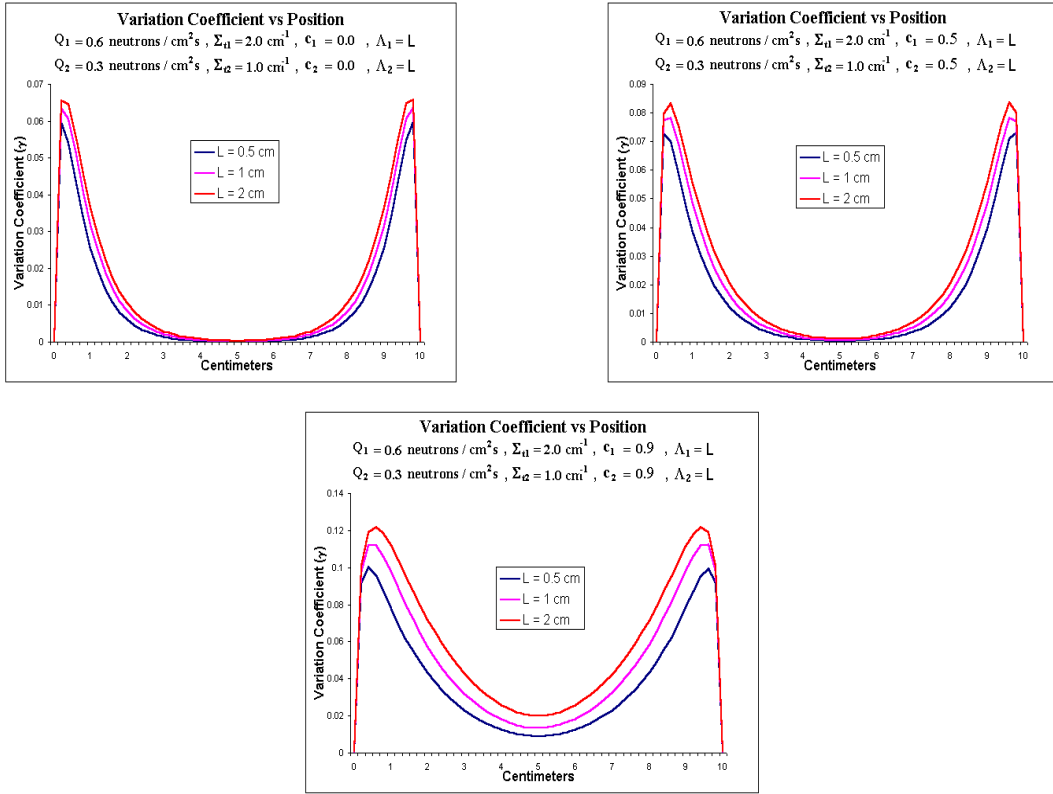 Variation Coefficient vs Position
Q₁ = 0.6 neutrons / cm²s , Σt1 = 2.0 cm⁻¹ , c₁ = 0.0 , Λ₁ = L
Q₂ = 0.3 neutrons / cm²s , Σt2 = 1.0 cm⁻¹ , c₂ = 0.0 , Λ₂ = L
0.07
0.06
0.05
0.04
0.03
0.02
0.01
0
Variation Coefficient (γ)
L = 0.5 cm
L = 1 cm
L = 2 cm
0 1 2 3 4 5 6 7 8 9 10
Centimeters
Variation Coefficient vs Position
Q₁ = 0.6 neutrons / cm²s , Σt1 = 2.0 cm⁻¹ , c₁ = 0.5 , Λ₁ = L
Q₂ = 0.3 neutrons / cm²s , Σt2 = 1.0 cm⁻¹ , c₂ = 0.5 , Λ₂ = L
0.09
0.08
0.07
0.06
0.05
0.04
0.03
0.02
0.01
0
Variation Coefficient (γ)
L = 0.5 cm
L = 1 cm
L = 2 cm
0 1 2 3 4 5 6 7 8 9 10
Centimeters
Variation Coefficient vs Position
Q₁ = 0.6 neutrons / cm²s , Σt1 = 2.0 cm⁻¹ , c₁ = 0.9 , Λ₁ = L
Q₂ = 0.3 neutrons / cm²s , Σt2 = 1.0 cm⁻¹ , c₂ = 0.9 , Λ₂ = L
0.14
0.12
0.1
0.08
0.06
0.04
0.02
0
Variation Coefficient (γ)
L = 0.5 cm
L = 1 cm
L = 2 cm
0 1 2 3 4 5 6 7 8 9 10
Centimeters